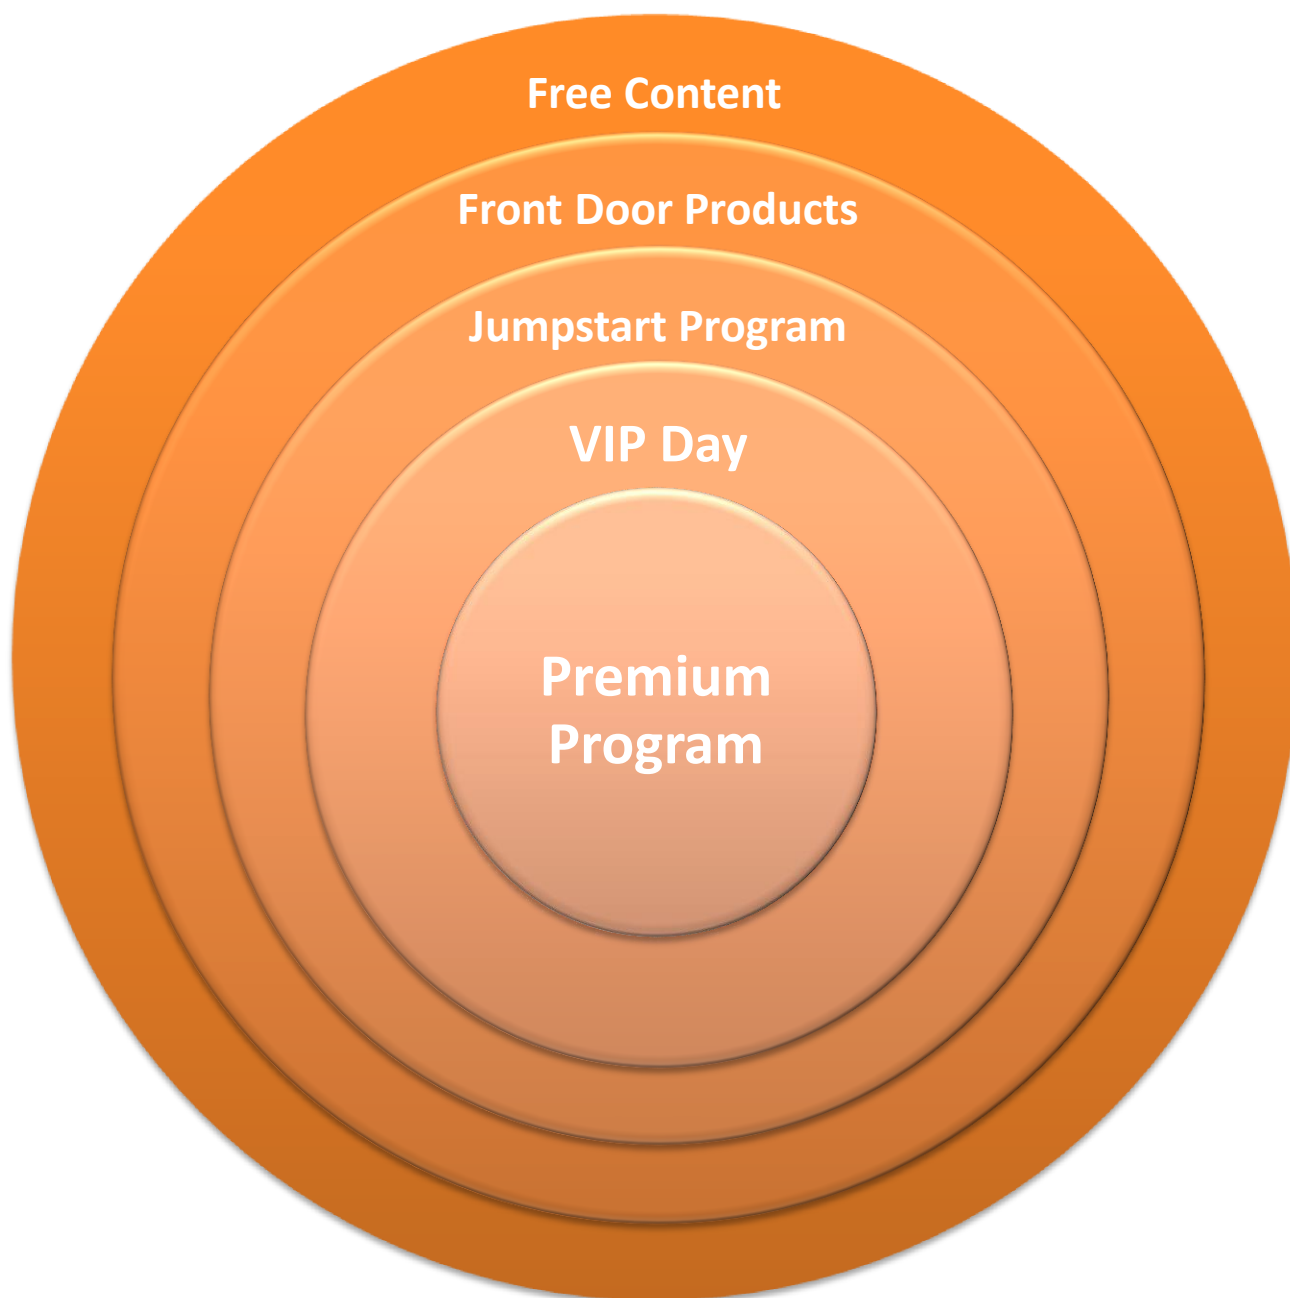 Free Content
Front Door Products
Jumpstart Program
VIP Day
Premium
Program